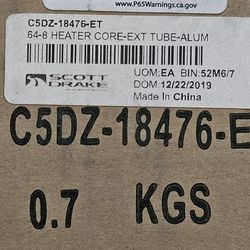 www.P65Warnings.ca.gov
C5DZ-18476-ET
64-8 HEATER CORE-EXT TUBE-ALUM
SCOTT DRAKE
UOM:EA BIN:52M6/7
DOM:12/22/2019
Made In China
C5DZ-18476-E
0.7 KGS